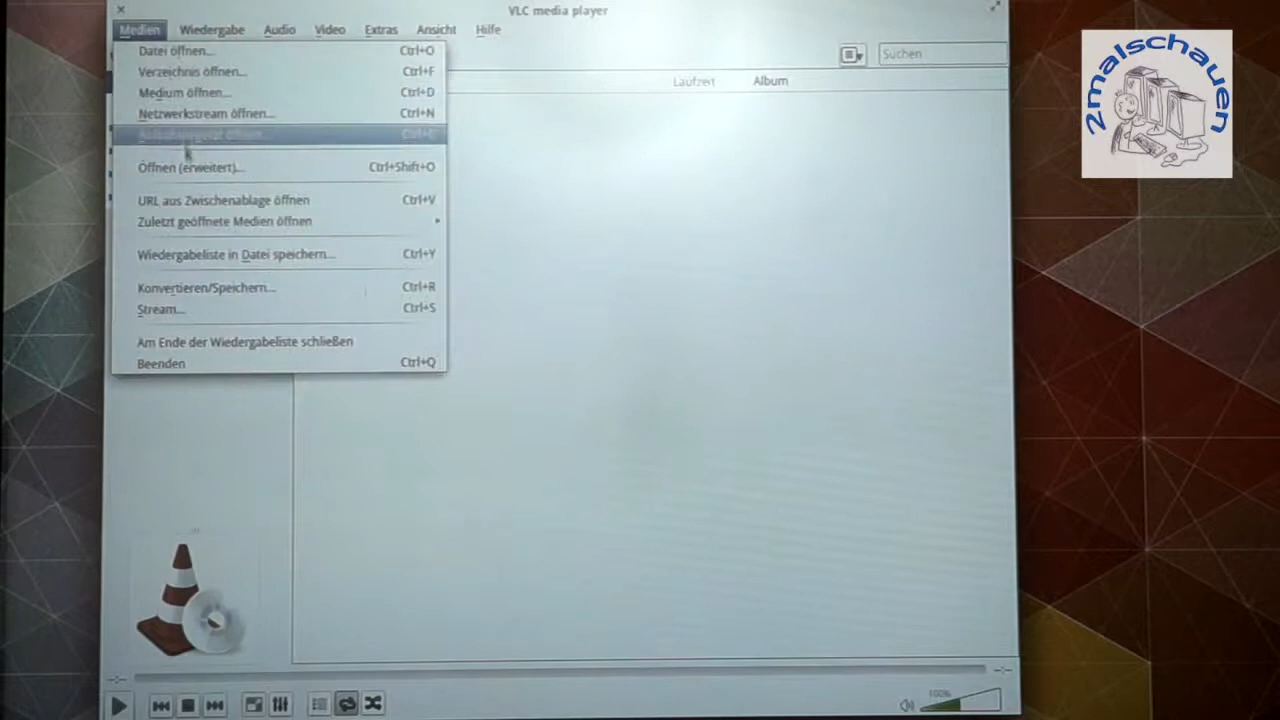 VLC media player
Medien Wiedergabe Audio Video Extras Ansicht Hilfe
Datei öffnen... Ctrl+O
Verzeichnis öffnen... Ctrl+F
Medium öffnen... Ctrl+D
Netzwerkstream öffnen... Ctrl+N
öffnen...
Öffnen (erweitert)... Ctrl+Shift+O
URL aus Zwischenablage öffnen Ctrl+V
Zuletzt geöffnete Medien öffnen
Wiedergabeliste in Datei speichern... Ctrl+Y
Konvertieren/Speichern... Ctrl+R
Stream... Ctrl+S
Am Ende der Wiedergabeliste schließen
Beenden Ctrl+Q
Suchen
Laufzeit Album
100%
2malschauen